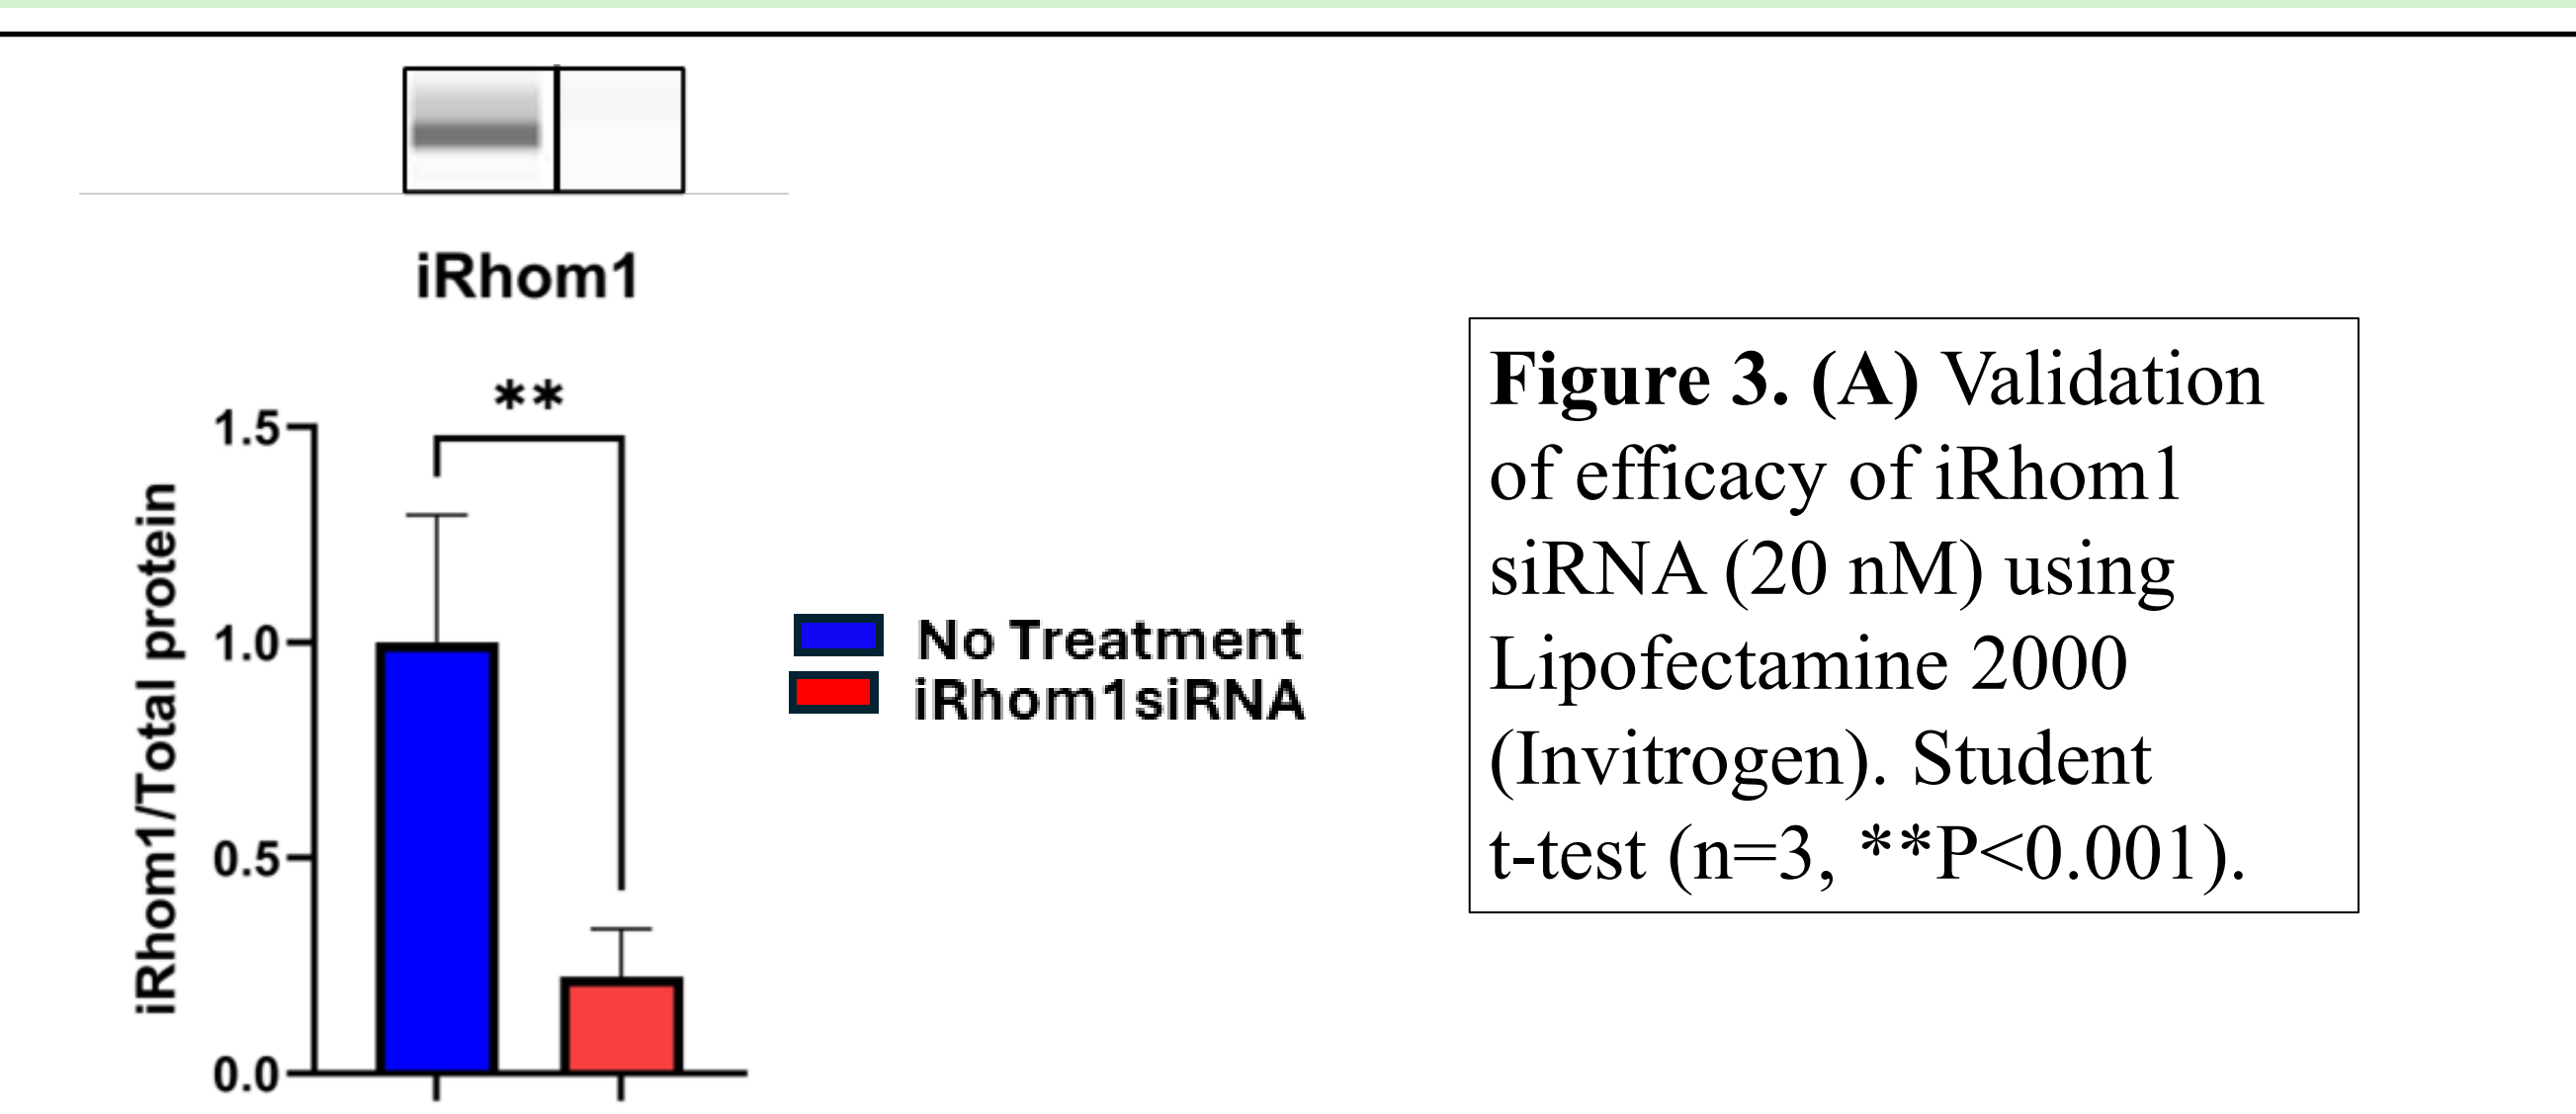 iRhom1
**
1.5
1.0
0.5
0.0
iRhom1/Total protein
No Treatment
iRhom1siRNA
Figure 3. (A) Validation
of efficacy of iRhom1
siRNA (20 nM) using
Lipofectamine 2000
(Invitrogen). Student
t-test (n=3, **P<0.001).